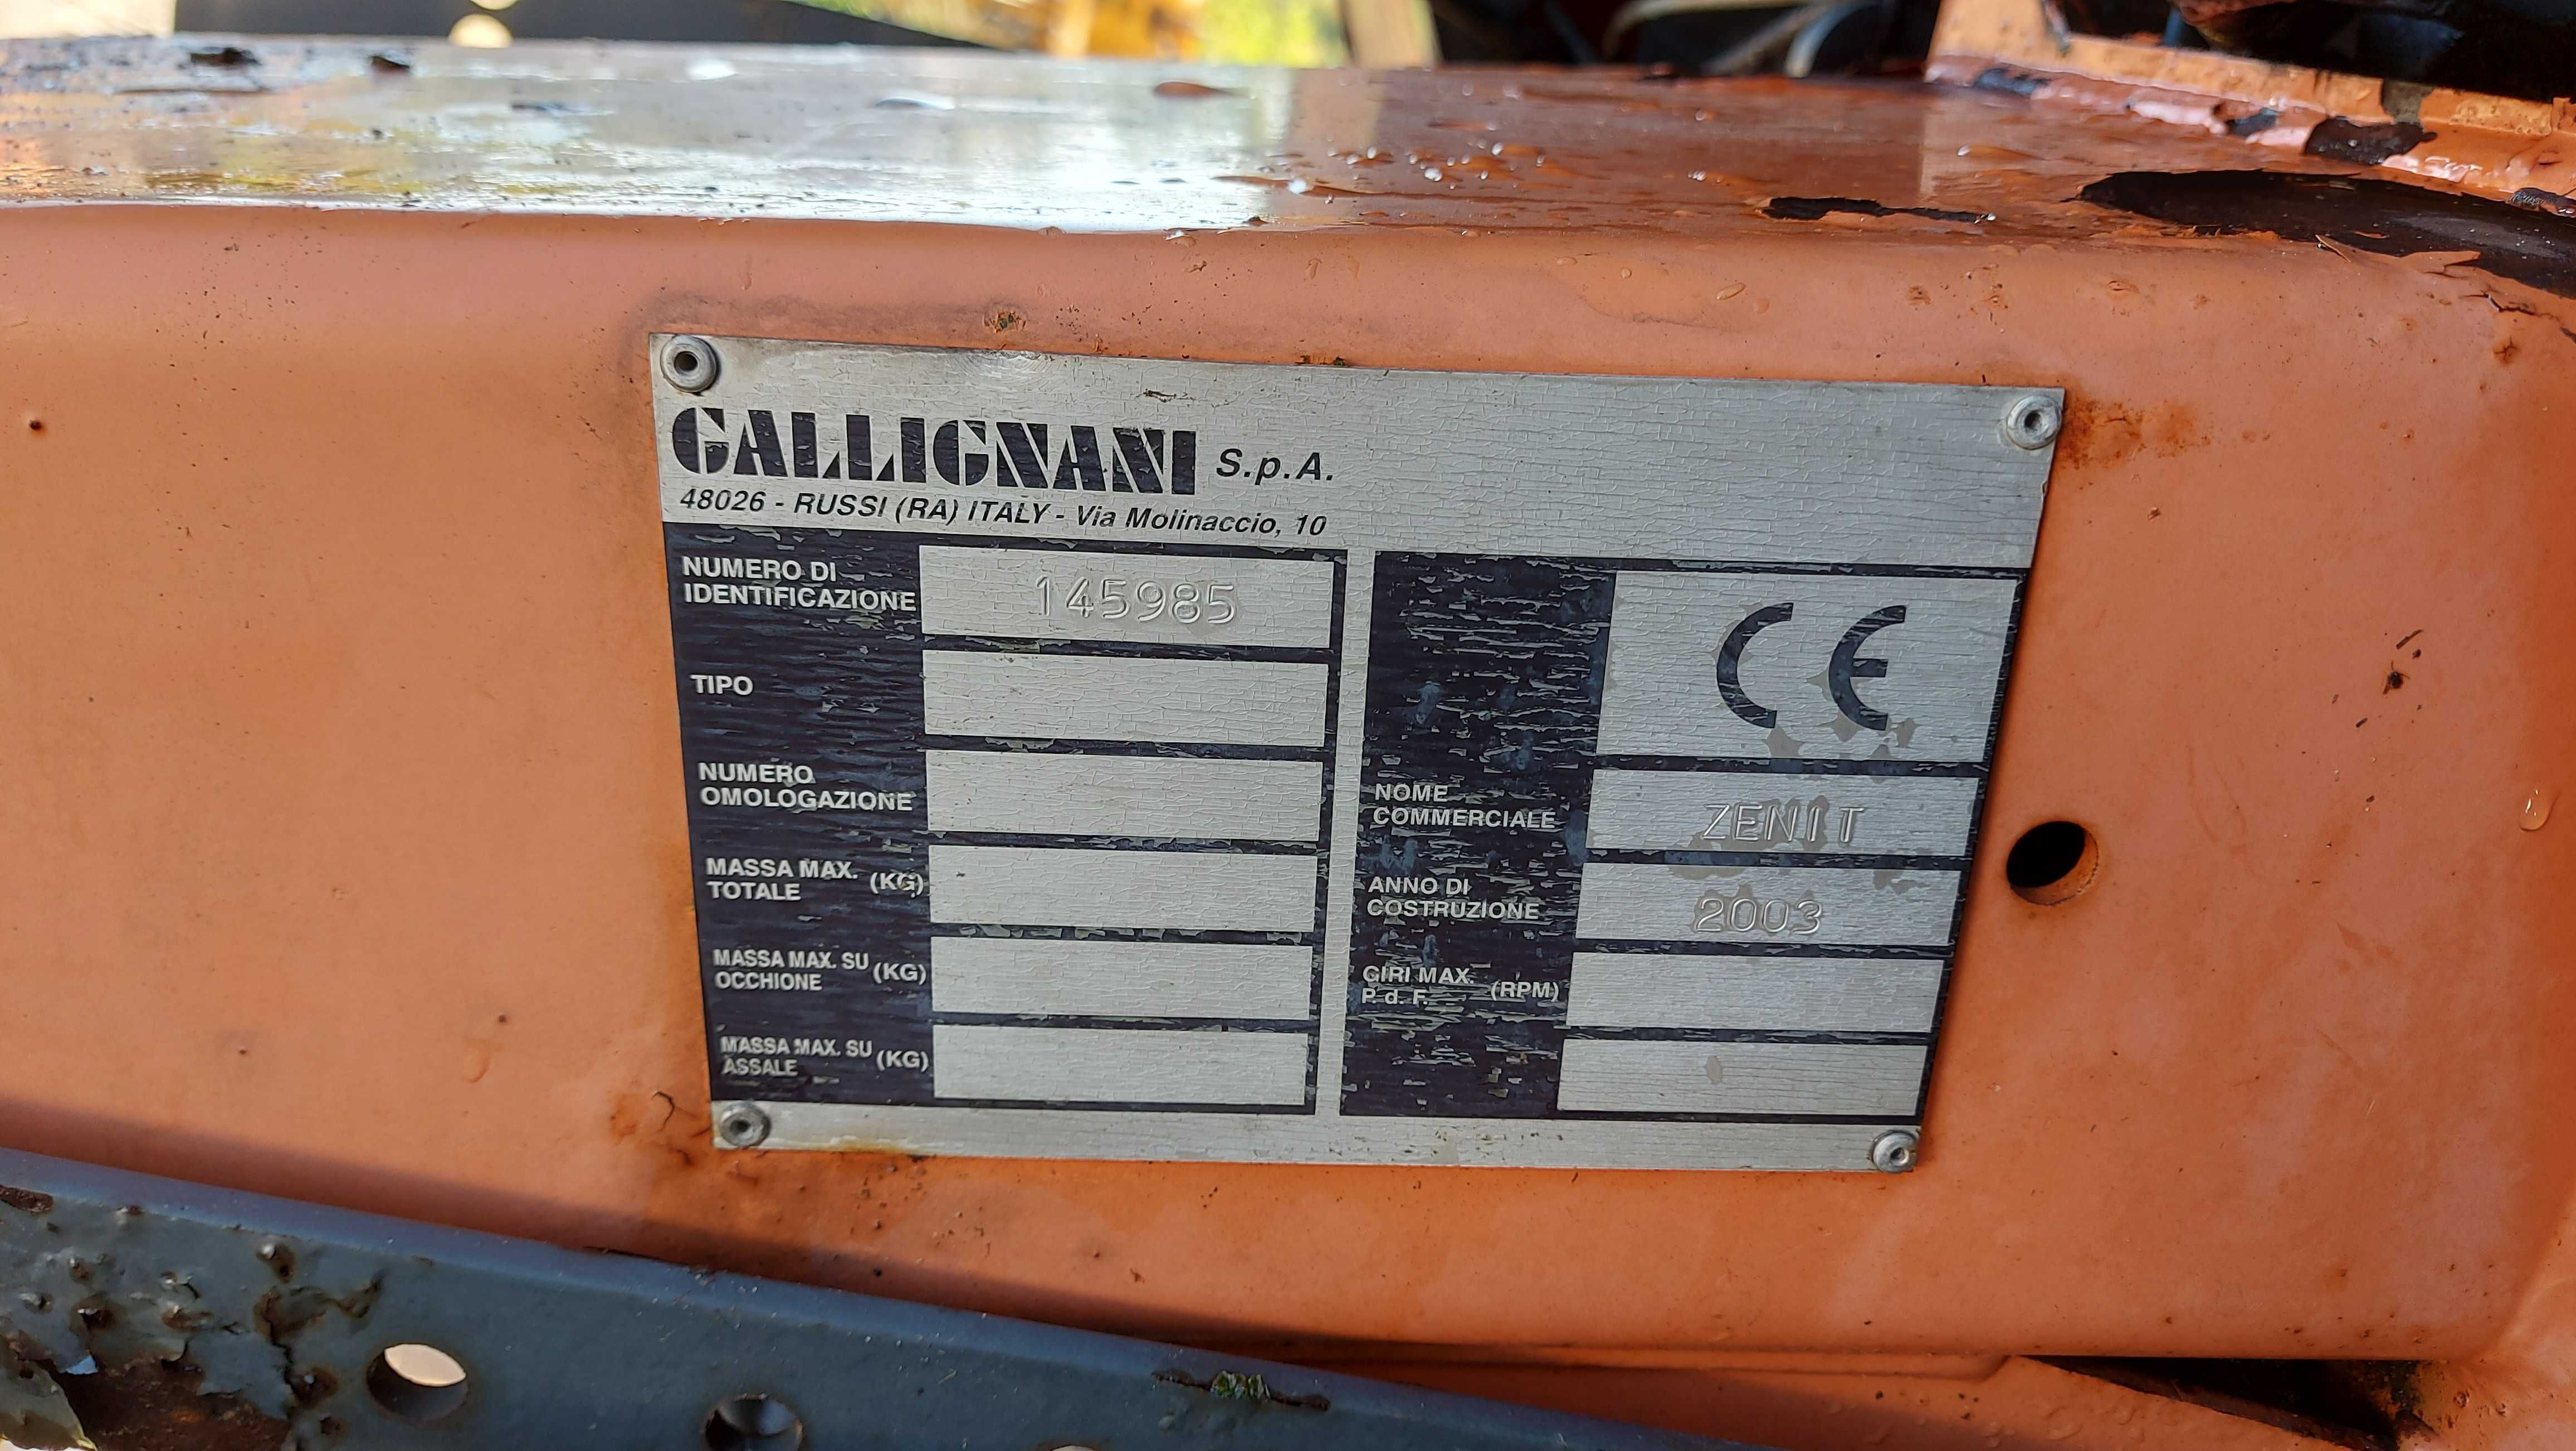 GALLIGNANI S.p.A.
48026 - RUSSI (RA) ITALY - Via Molinaccio, 10
NUMERO DI
IDENTIFICAZIONE
145985
TIPO
NUMERO
OMOLOGAZIONE
MASSA MAX. (KG)
TOTALE
MASSA MAX. SU (KG)
OCCHIONE
MASSA MAX. SU (KG)
ASSALE
CE
NOME
COMMERCIALE
ZENIT
ANNO DI
COSTRUZIONE
2003
GIRI MAX. (RPM)
P. d. F.